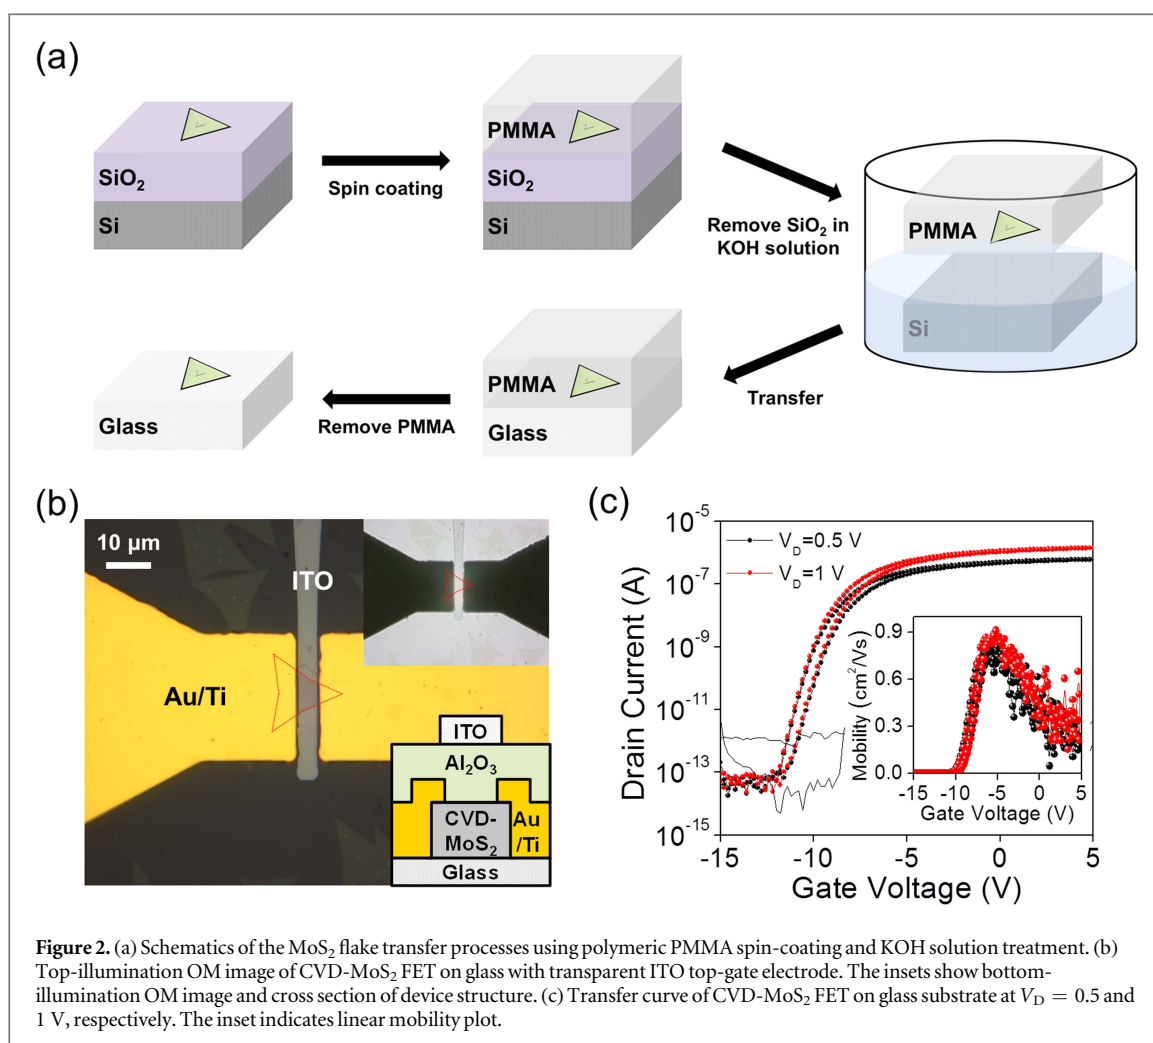 (a)
PMMA
SiO₂
Si
Spin coating
SiO₂
Si
Remove SiO₂ in
KOH solution
PMMA
Si
Glass
Remove PMMA
PMMA
Glass
Transfer
(b)
10 μm
ITO
Au/Ti
ITO
Al₂O₃
CVD-
MoS₂
Au
/Ti
Glass
(c)
10⁻⁵
10⁻⁷
10⁻⁹
10⁻¹¹
10⁻¹³
10⁻¹⁵
Drain Current (A)
V_D=0.5 V
V_D=1 V
-15
-10
-5
0
5
Gate Voltage (V)
0.9
0.6
0.3
0.0
Mobility (cm²/Vs)
-15 -10 -5 0 5
Gate Voltage (V)
Figure 2. (a) Schematics of the MoS₂ flake transfer processes using polymeric PMMA spin-coating and KOH solution treatment. (b)
Top-illumination OM image of CVD-MoS₂ FET on glass with transparent ITO top-gate electrode. The insets show bottom-
illumination OM image and cross section of device structure. (c) Transfer curve of CVD-MoS₂ FET on glass substrate at V_D = 0.5 and
1 V, respectively. The inset indicates linear mobility plot.